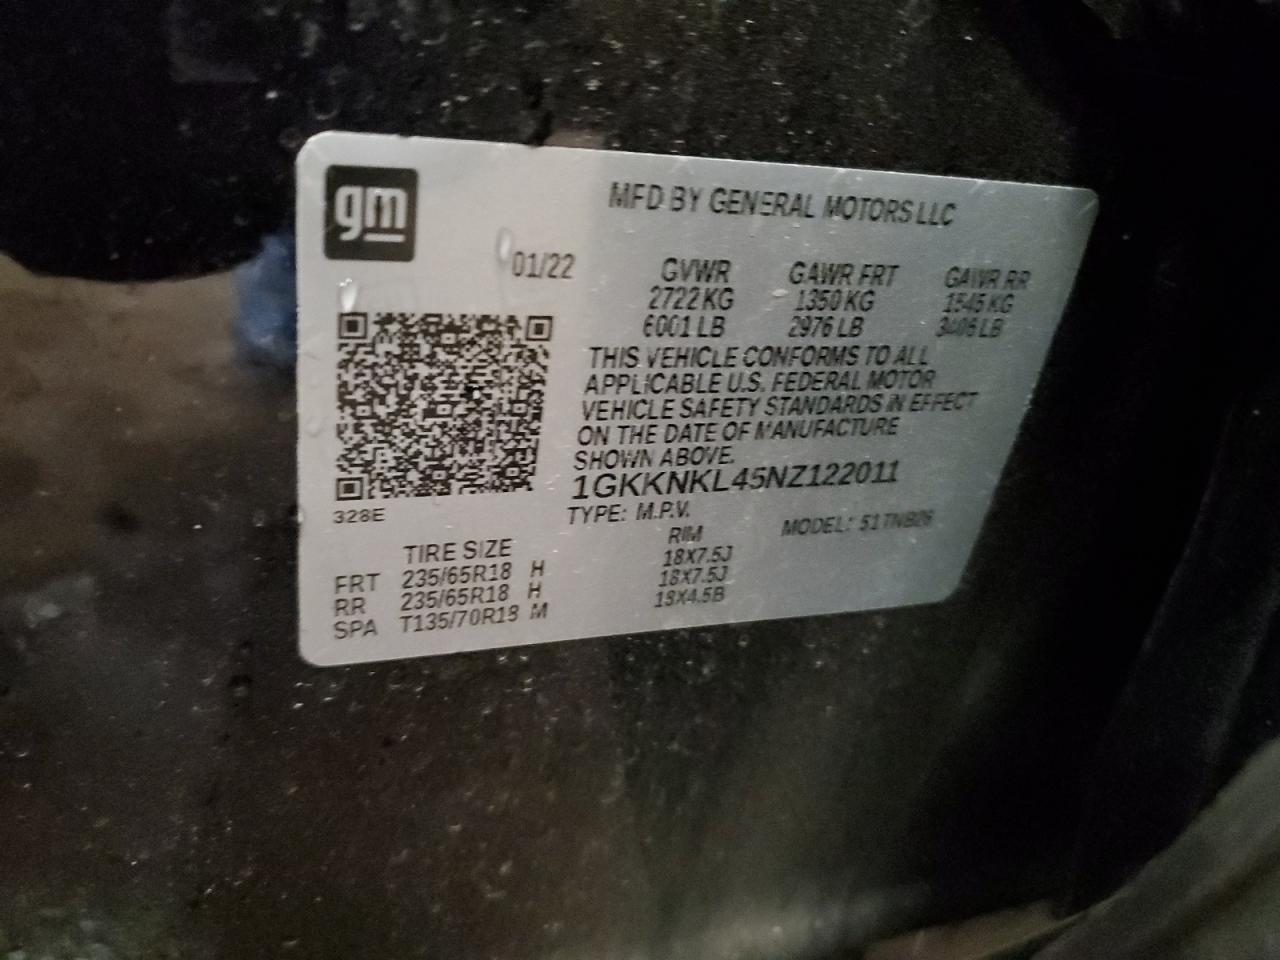 gm
MFD BY GENERAL MOTORS LLC
01/22
GVWR GAWR FRT GAWR RR
2722 KG 1350 KG 1545 KG
6001 LB 2976 LB 3406 LB
THIS VEHICLE CONFORMS TO ALL
APPLICABLE U.S. FEDERAL MOTOR
VEHICLE SAFETY STANDARDS IN EFFECT
ON THE DATE OF MANUFACTURE
SHOWN ABOVE.
1GKKNKL45NZ122011
328E
TYPE: M.P.V. MODEL:
TIRE SIZE RIM
FRT 235/65R18 H 18X7.5J
RR 235/65R18 H 18X7.5J
SPA T135/70R18 M 18X4.5B